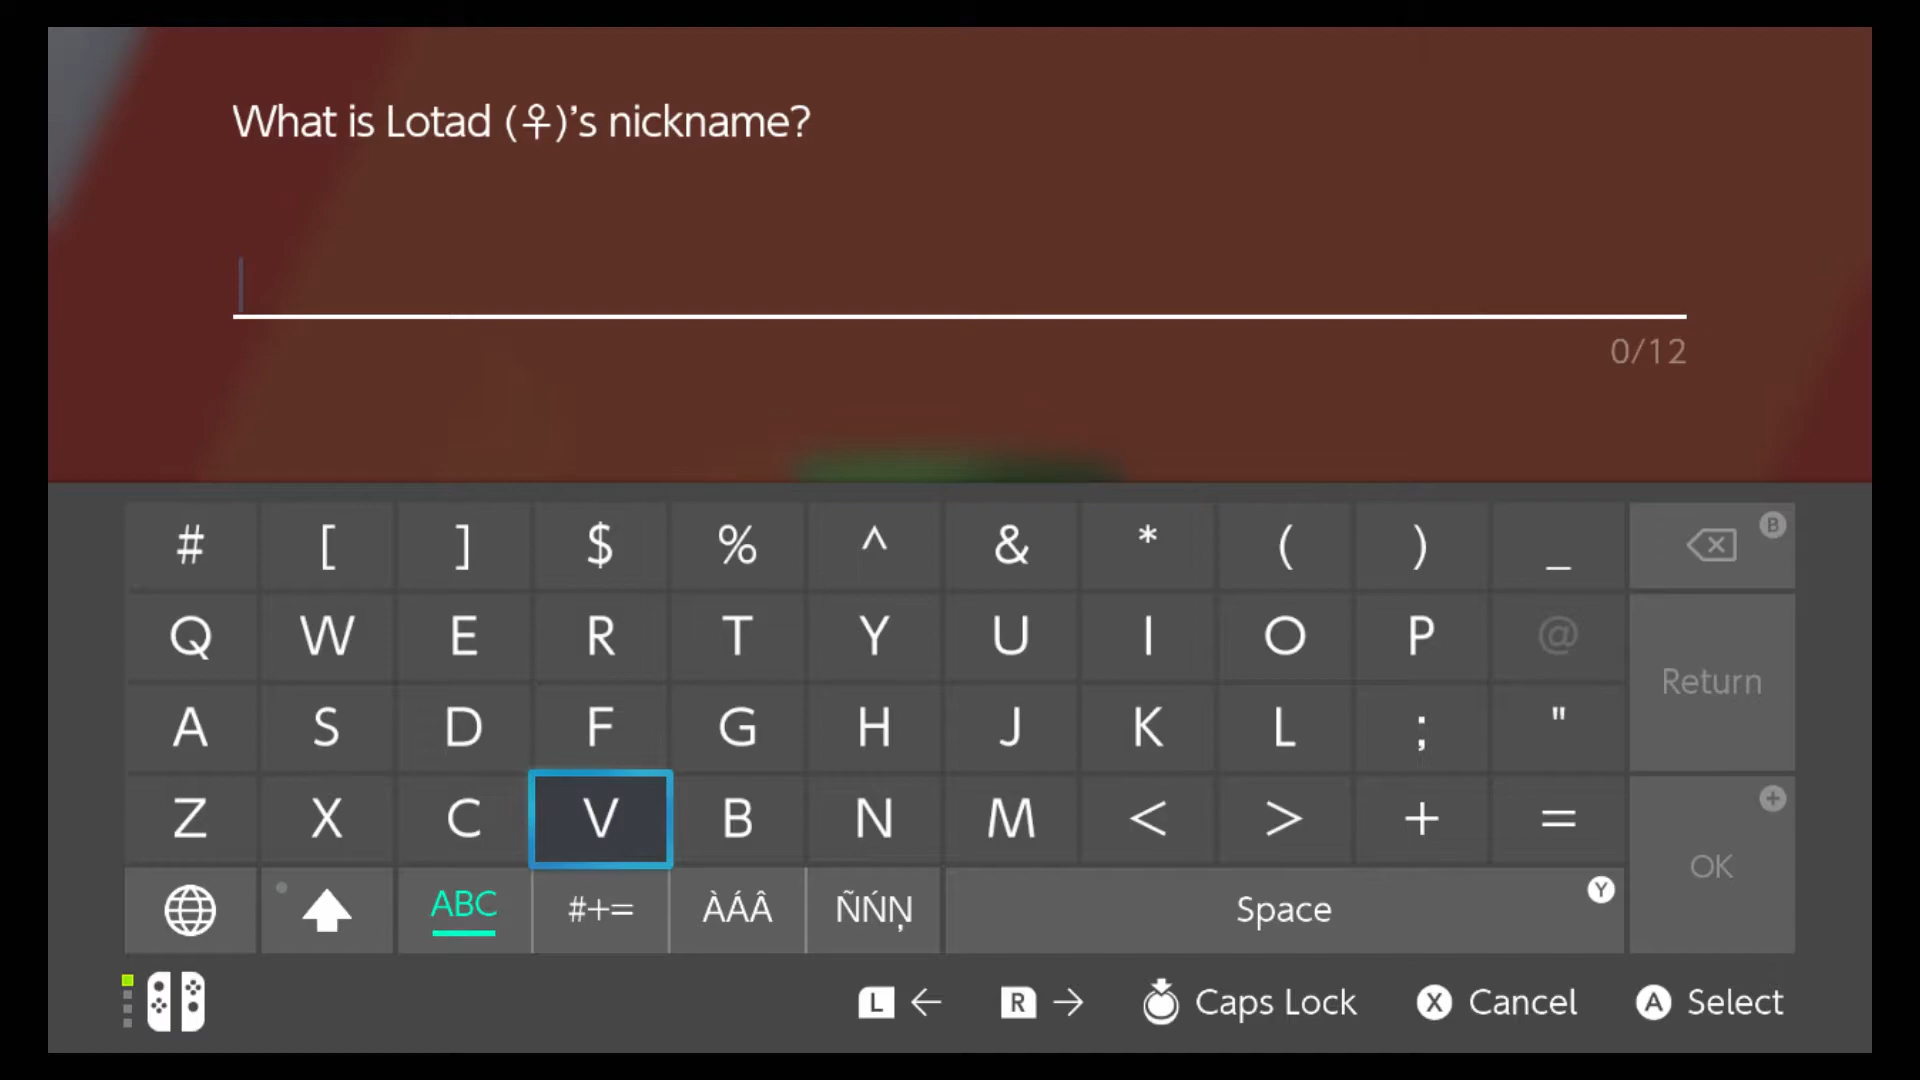 What is Lotad (♀)'s nickname?
0/12
# [ ] $ % ^ & * ( ) _ B
Q W E R T Y U I O P @ Return
A S D F G H J K L ; "
Z X C V B N M < > + = + OK
ABC #+= ÀÁÂ ÑŃŅ Space Y
L ← R → Caps Lock X Cancel A Select